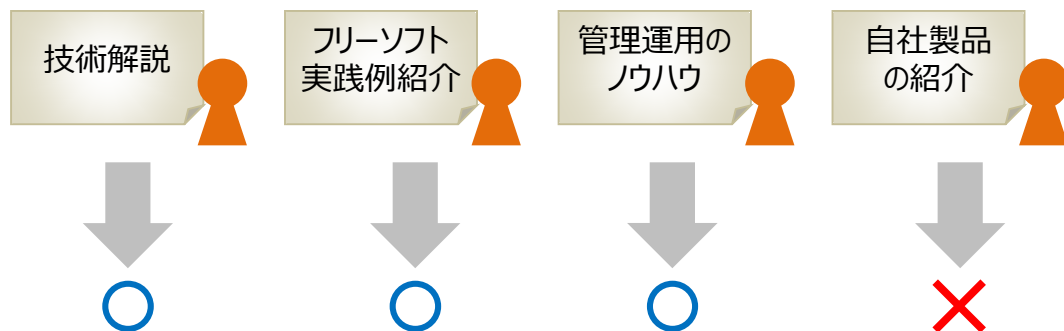 技術解説
フリーソフト
実践例紹介
管理運用の
ノウハウ
自社製品
の紹介